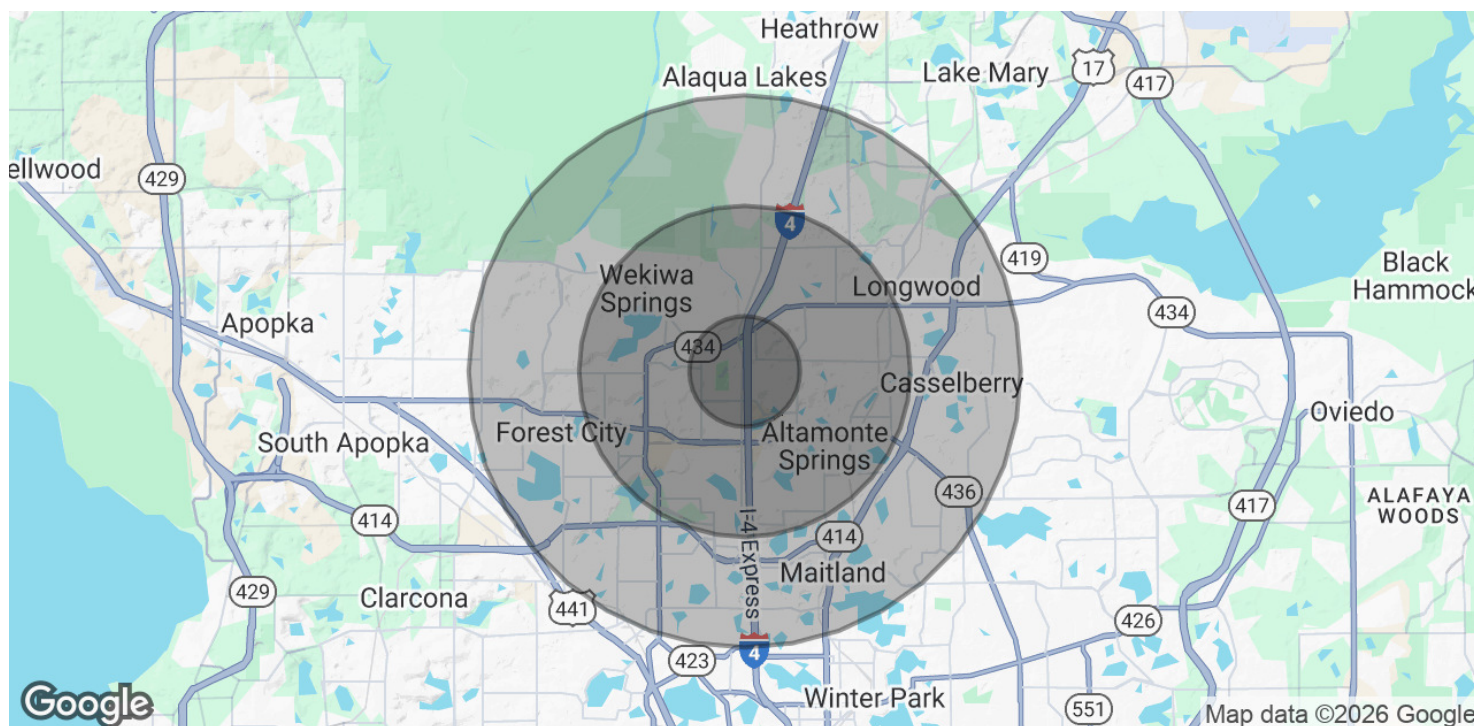 Heathrow
Alaqua Lakes
Lake Mary
17
417
ellwood
429
4
419
Black
Hammock
Wekiwa
Springs
Longwood
434
Apopka
434
Casselberry
Oviedo
South Apopka
Forest City
Altamonte
Springs
436
417
ALAFAYA
WOODS
414
I-4 Express
414
Maitland
429
Clarcona
441
426
423
4
Winter Park
551
Google
Map data ©2026 Google